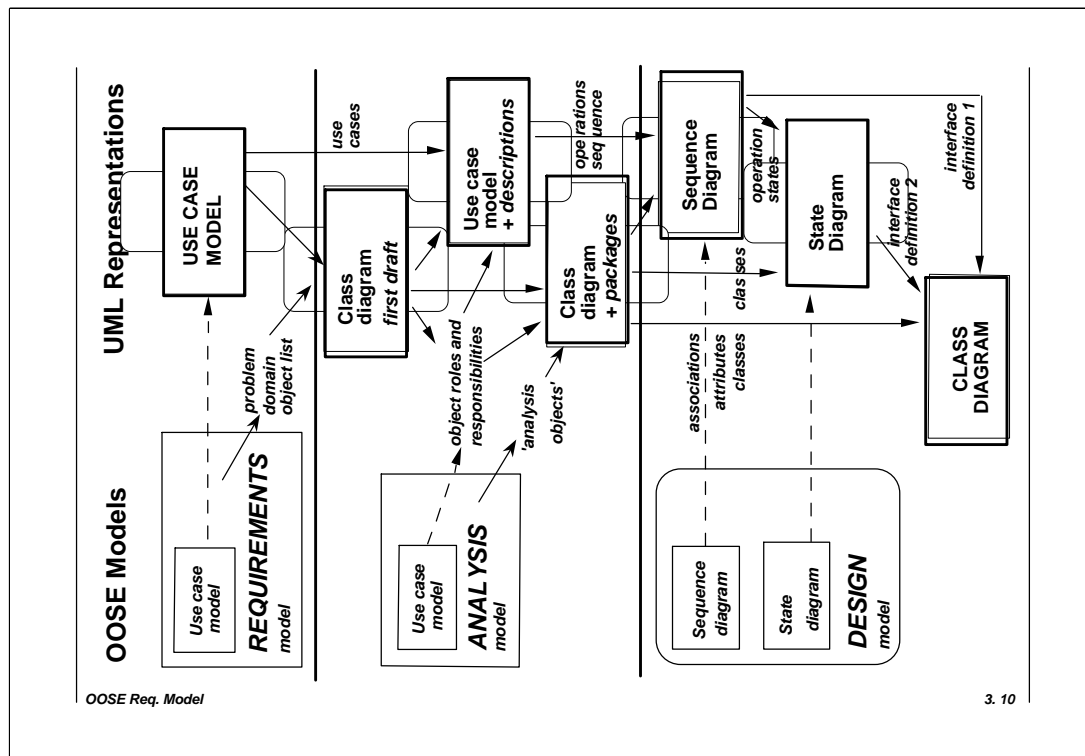 UML Representations
OOSE Models
USE CASE
MODEL
use
cases
Use case
model
+ descriptions
operations
sequence
Sequence
Diagram
operation
states
State
Diagram
interface
definition 1
interface
definition 2
Class
diagram
first draft
Class
diagram
+ packages
classes
CLASS
DIAGRAM
problem
domain
object list
object roles and
responsibilities
'analysis
objects'
associations
attributes
classes
Use case
model
REQUIREMENTS
model
Use case
model
ANALYSIS
model
Sequence
diagram
State
diagram
DESIGN
model
OOSE Req. Model
3. 10